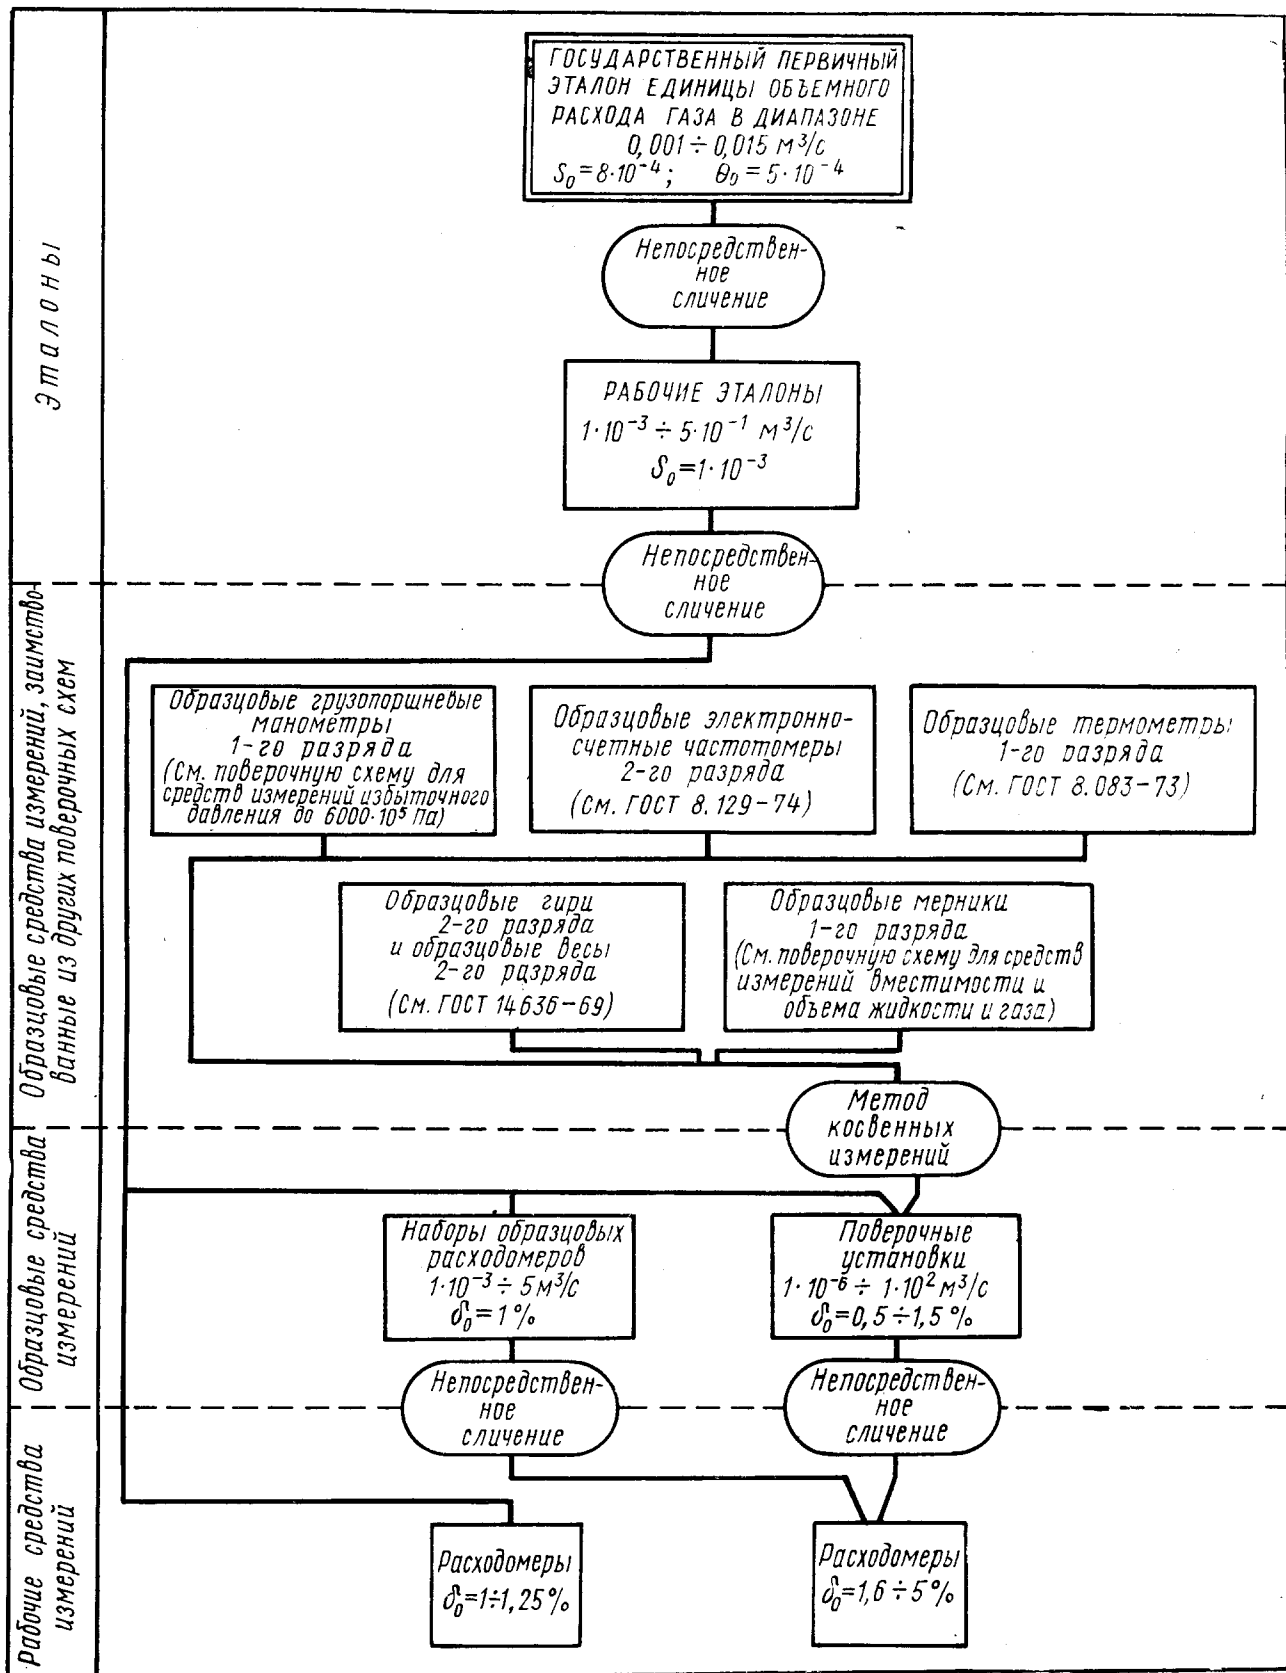 ГОСУДАРСТВЕННЫЙ ПЕРВИЧНЫЙ
ЭТАЛОН ЕДИНИЦЫ ОБЪЕМНОГО
РАСХОДА ГАЗА В ДИАПАЗОНЕ
0,001 ÷ 0,015 м³/с
S₀=8·10⁻⁴; Θ₀=5·10⁻⁴
Непосредствен-
ное
сличение
РАБОЧИЕ ЭТАЛОНЫ
1·10⁻³ ÷ 5·10⁻¹ м³/с
S₀=1·10⁻³
Непосредствен-
ное
сличение
Эталоны
Образцовые средства измерений, заимство-
ванные из других поверочных схем
Образцовые грузопоршневые
манометры
1-го разряда
(См. поверочную схему для
средств измерений избыточного
давления до 6000·10⁵ Па)
Образцовые электронно-
счетные частотомеры
2-го разряда
(См. ГОСТ 8.129-74)
Образцовые термометры
1-го разряда
(См. ГОСТ 8.083-73)
Образцовые гири
2-го разряда
и образцовые весы
2-го разряда
(См. ГОСТ 14636-69)
Образцовые мерники
1-го разряда
(См. поверочную схему для средств
измерений вместимости и
объема жидкости и газа)
Метод
косвенных
измерений
Образцовые средства
измерений
Наборы образцовых
расходомеров
1·10⁻³ ÷ 5 м³/с
δ₀=1%
Поверочные
установки
1·10⁻⁶ ÷ 1·10² м³/с
δ₀=0,5÷1,5%
Непосредствен-
ное
сличение
Непосредствен-
ное
сличение
Рабочие средства
измерений
Расходомеры
δ₀=1÷1,25%
Расходомеры
δ₀=1,6÷5%